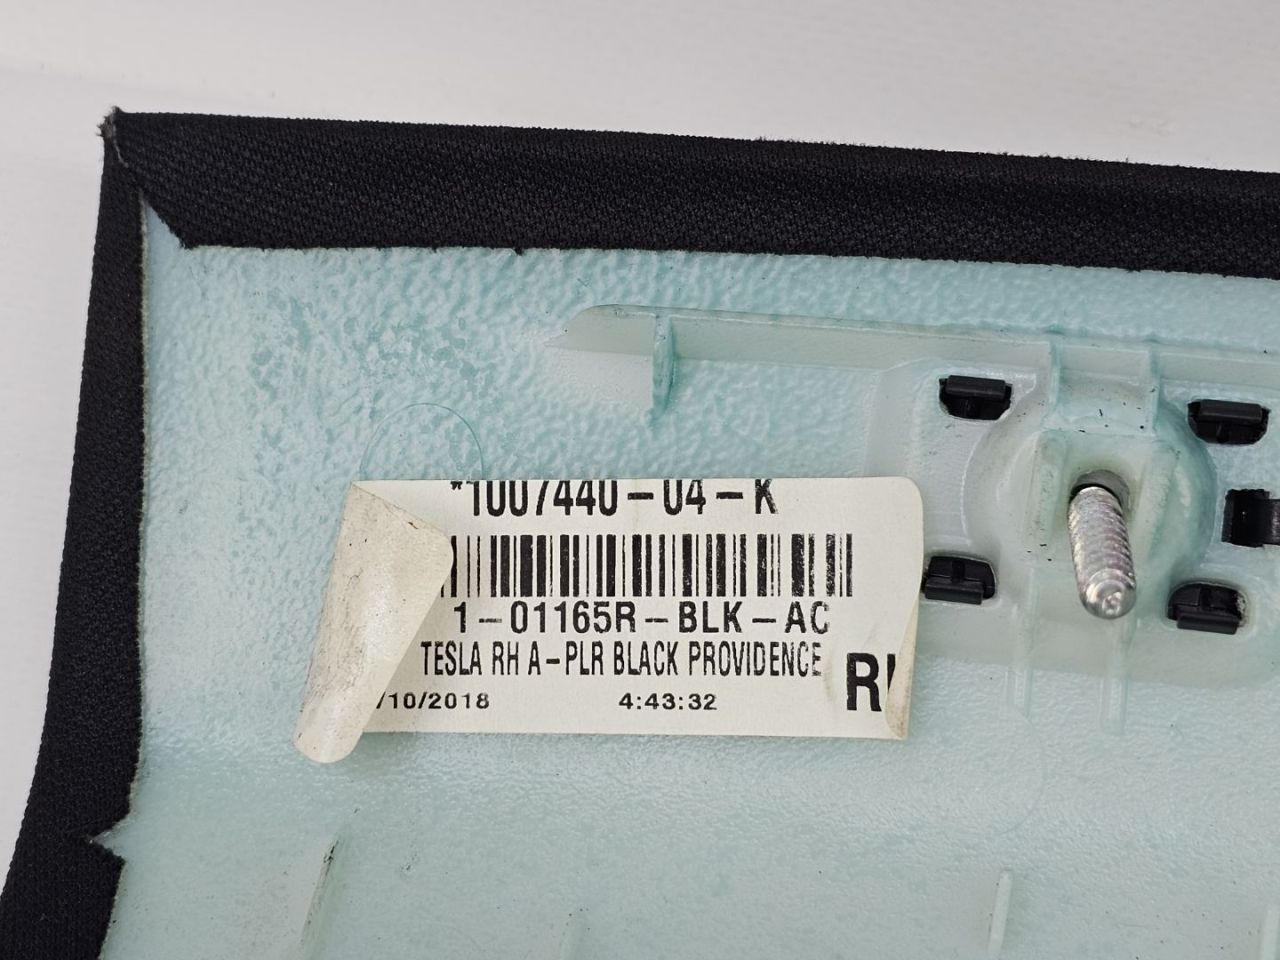 *1007440-04-K
1-01165R-BLK-AC
TESLA RH A-PLR BLACK PROVIDENCE
/10/2018 4:43:32